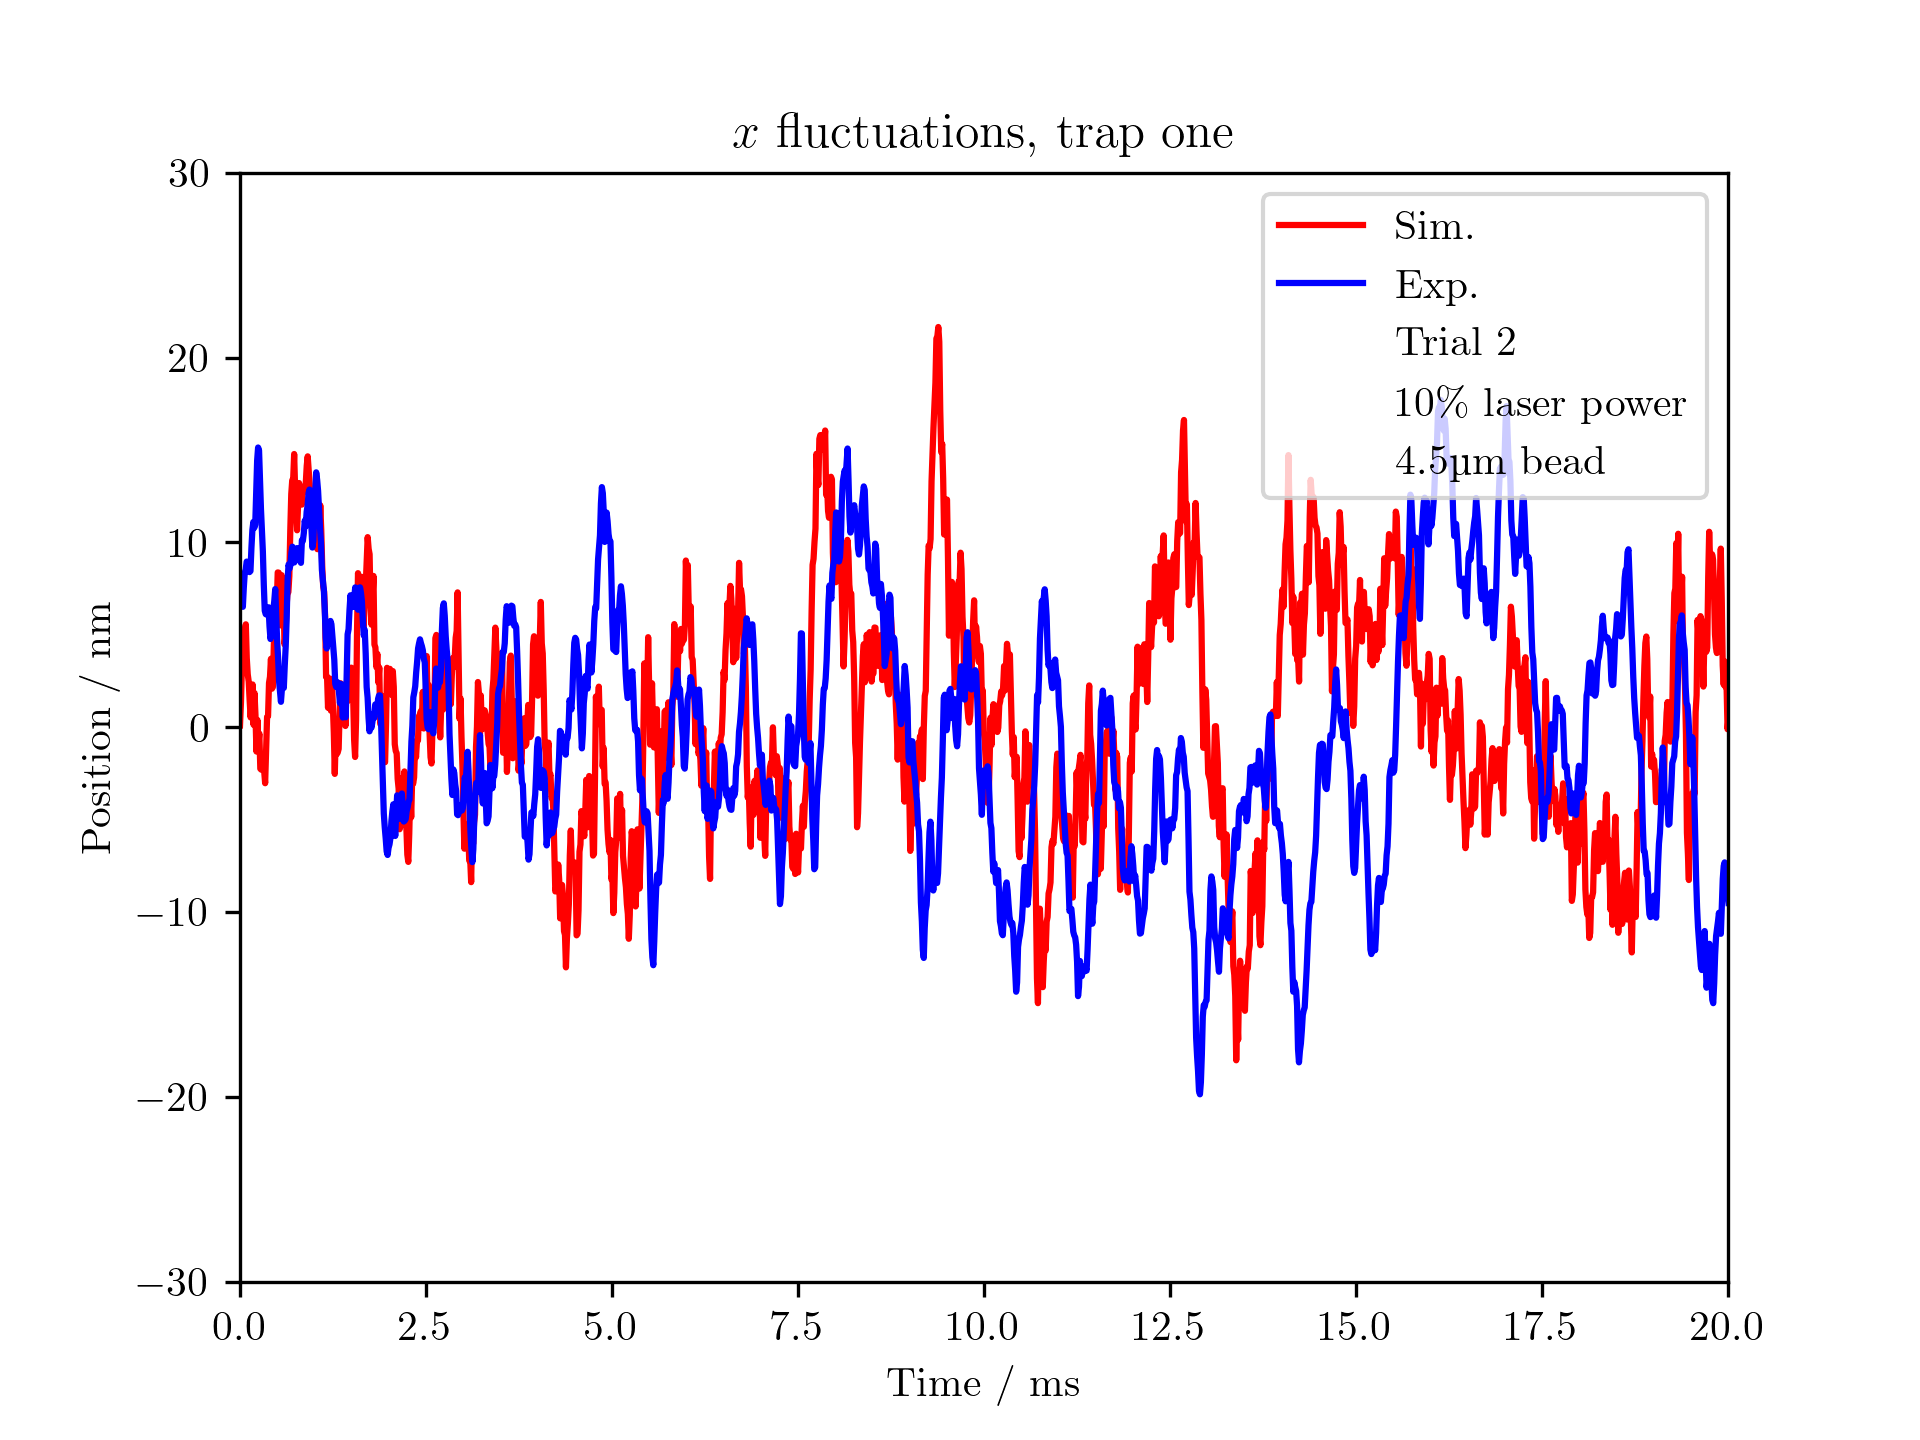 x fluctuations, trap one
30
20
10
0
−10
−20
−30
Position / nm
Sim.
Exp.
Trial 2
10% laser power
4.5µm bead
0.0 2.5 5.0 7.5 10.0 12.5 15.0 17.5 20.0
Time / ms